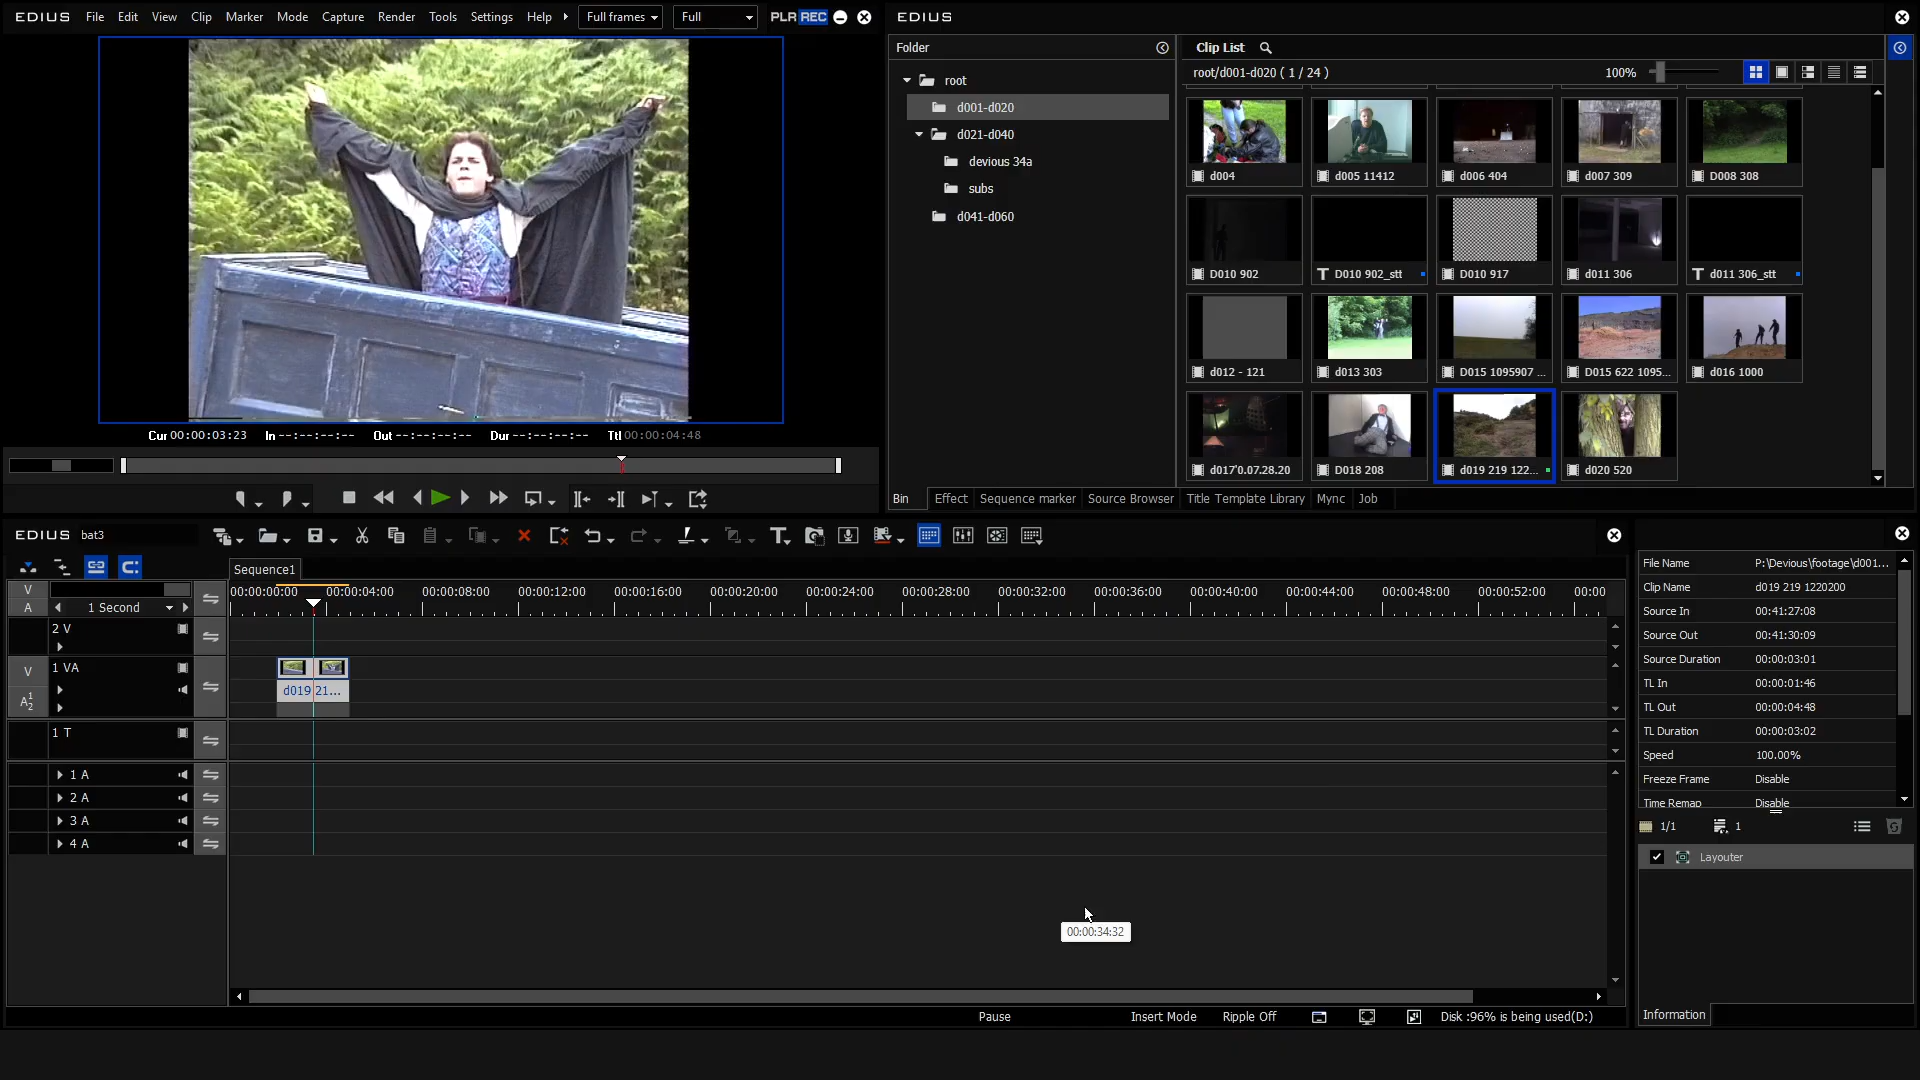 EDIUS File Edit View Clip Marker Mode Capture Render Tools Settings Help Full frames Full PLR REC
EDIUS
Folder
root
d001-d020
d021-d040
devious 34a
subs
d041-d060
Clip List
root/d001-d020 ( 1 / 24 )
100%
d004
d005 11412
d006 404
d007 309
D008 308
D010 902
D010 902_stt
D010 917
d011 306
d011 306_stt
d012 - 121
d013 303
D015 1095907 ...
D015 622 1095...
d016 1000
d017'0.07.28.20
D018 208
d019 219 122...
d020 520
Cur 00:00:03:23 In --:--:--:-- Out --:--:--:-- Dur --:--:--:-- Ttl 00:00:04:48
Bin Effect Sequence marker Source Browser Title Template Library Mync Job
EDIUS bat3
Sequence1
V
A
1 Second
00:00:00:00 00:00:04:00 00:00:08:00 00:00:12:00 00:00:16:00 00:00:20:00 00:00:24:00 00:00:28:00 00:00:32:00 00:00:36:00 00:00:40:00 00:00:44:00 00:00:48:00 00:00:52:00 00:00
2 V
V
1 VA
A 1 2
d019 21...
1 T
1 A
2 A
3 A
4 A
00:00:34:32
Pause Insert Mode Ripple Off Disk :96% is being used(D:)
File Name P:\Devious\footage\d001...
Clip Name d019 219 1220200
Source In 00:41:27:08
Source Out 00:41:30:09
Source Duration 00:00:03:01
TL In 00:00:01:46
TL Out 00:00:04:48
TL Duration 00:00:03:02
Speed 100.00%
Freeze Frame Disable
Time Remap Disable
1/1 1
Layouter
Information